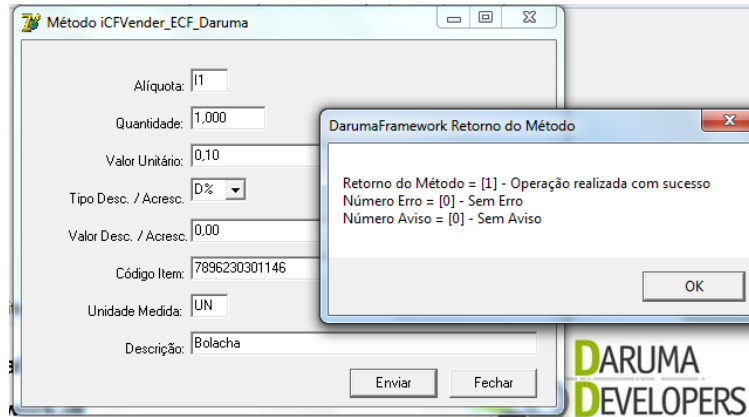 Método iCFVender_ECF_Daruma
Alíquota: I1
Quantidade: 1,000
Valor Unitário: 0,10
Tipo Desc. / Acresc. D%
Valor Desc. / Acresc. 0,00
Código Item: 7896230301146
Unidade Medida: UN
Descrição: Bolacha
Enviar Fechar
DarumaFramework Retorno do Método
Retorno do Método = [1] - Operação realizada com sucesso
Número Erro = [0] - Sem Erro
Número Aviso = [0] - Sem Aviso
OK
DARUMA
DEVELOPERS